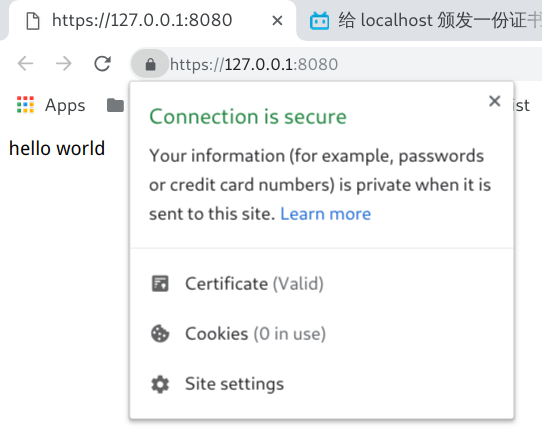 https://127.0.0.1:8080
给 localhost 颁发一份证书
https://127.0.0.1:8080
Apps
ist
hello world
Connection is secure
Your information (for example, passwords
or credit card numbers) is private when it is
sent to this site. Learn more
Certificate (Valid)
Cookies (0 in use)
Site settings